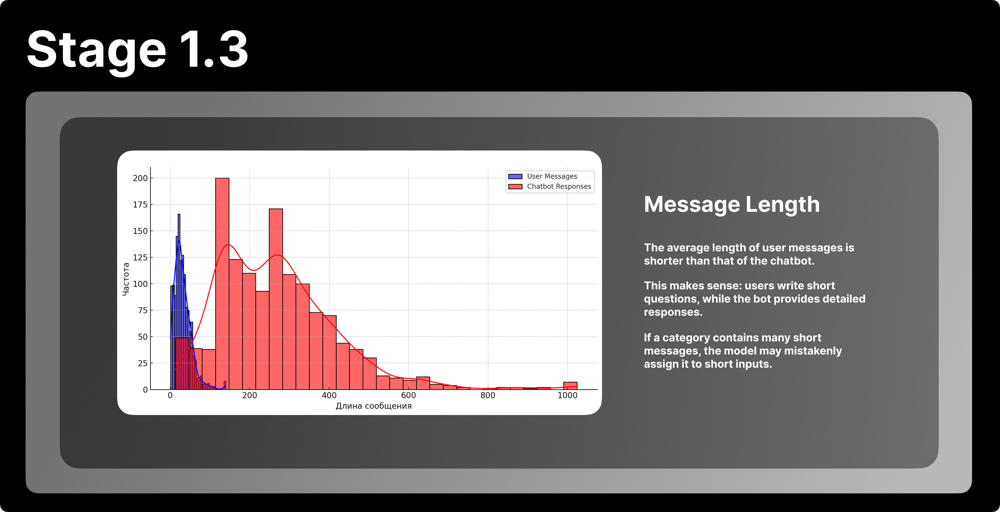 Stage 1.3
200
175
150
125
100
75
50
25
0
Частота
0 200 400 600 800 1000
Длина сообщения
User Messages
Chatbot Responses
Message Length
The average length of user messages is
shorter than that of the chatbot.
This makes sense: users write short
questions, while the bot provides detailed
responses.
If a category contains many short
messages, the model may mistakenly
assign it to short inputs.